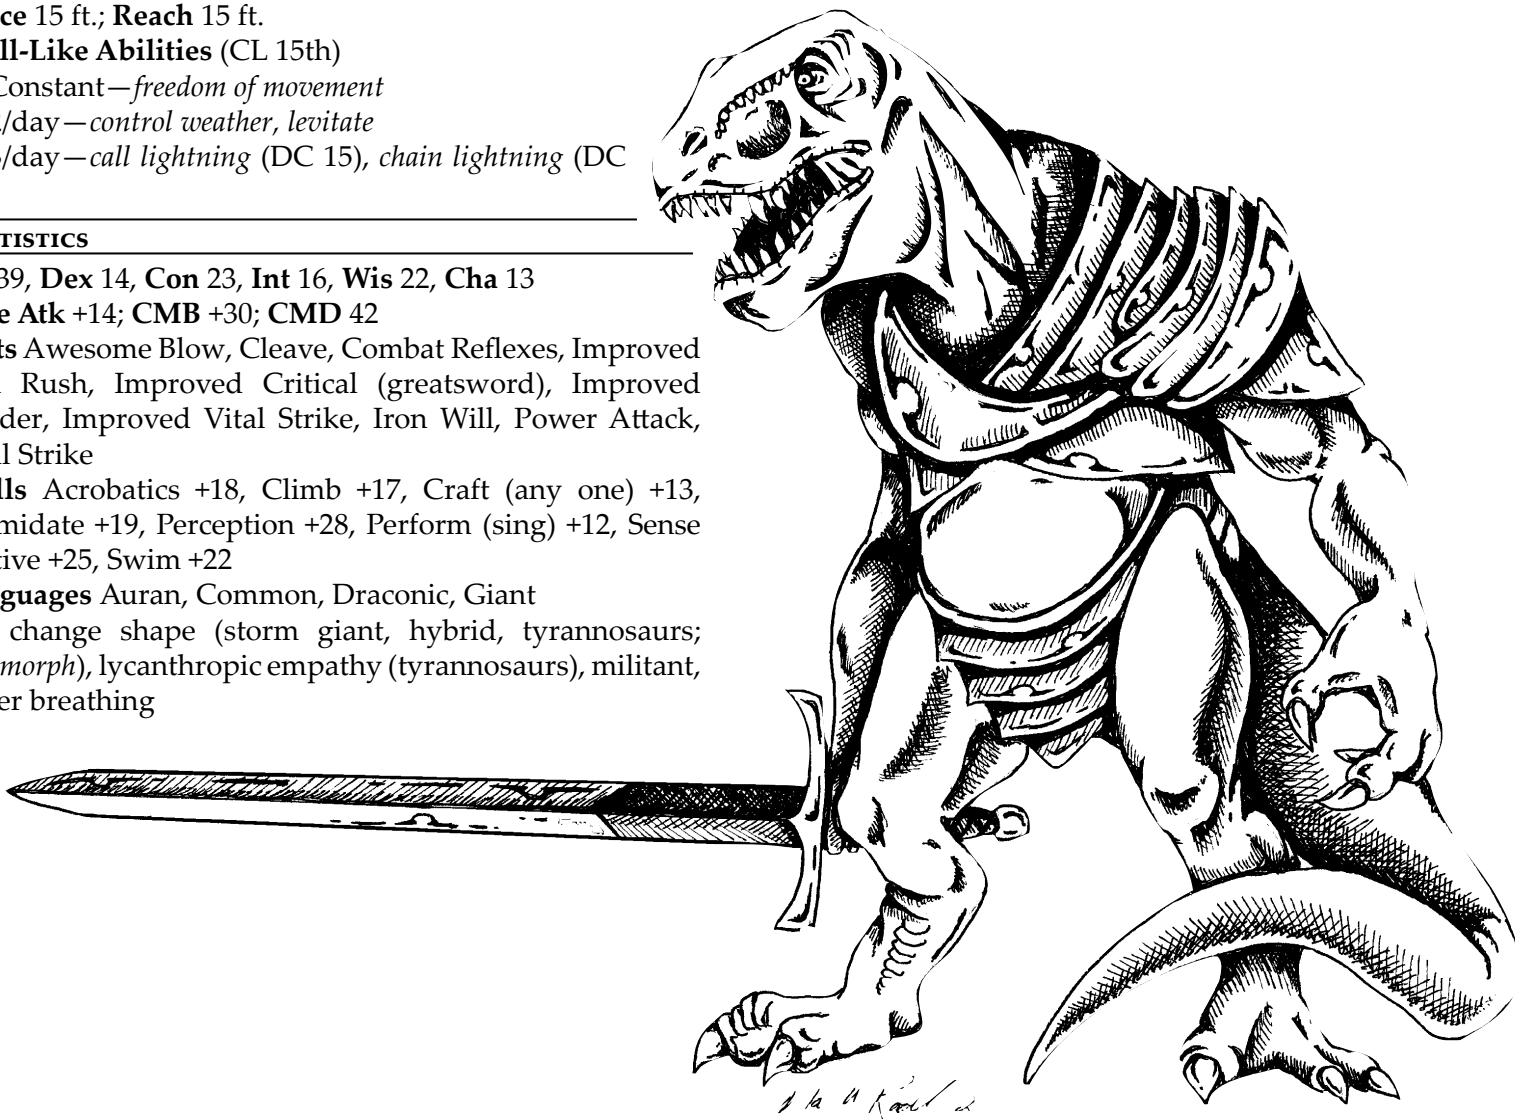 ce 15 ft.; Reach 15 ft.
ll-Like Abilities (CL 15th)
Constant—freedom of movement
/day—control weather, levitate
/day—call lightning (DC 15), chain lightning (DC
TISTICS
39, Dex 14, Con 23, Int 16, Wis 22, Cha 13
e Atk +14; CMB +30; CMD 42
ts Awesome Blow, Cleave, Combat Reflexes, Improved
Rush, Improved Critical (greatsword), Improved
der, Improved Vital Strike, Iron Will, Power Attack,
l Strike
lls Acrobatics +18, Climb +17, Craft (any one) +13,
midate +19, Perception +28, Perform (sing) +12, Sense
tive +25, Swim +22
guages Auran, Common, Draconic, Giant
change shape (storm giant, hybrid, tyrannosaurs;
morph), lycanthropic empathy (tyrannosaurs), militant,
er breathing